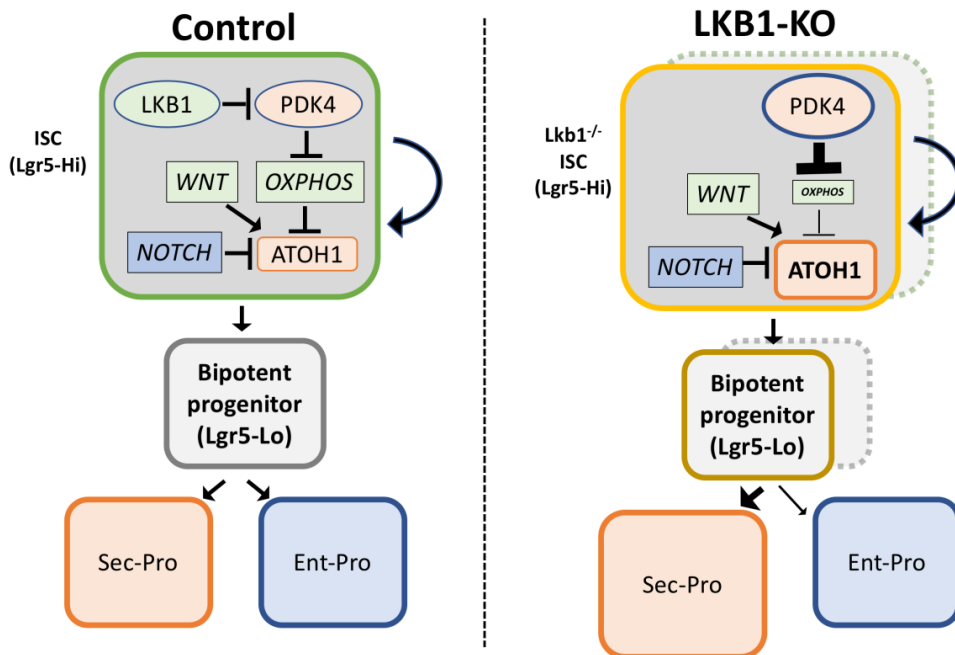 Control
ISC
(Lgr5-Hi)
LKB1
PDK4
WNT
OXPHOS
NOTCH
ATOH1
Bipotent
progenitor
(Lgr5-Lo)
Sec-Pro
Ent-Pro
LKB1-KO
Lkb1-/-
ISC
(Lgr5-Hi)
PDK4
WNT
OXPHOS
NOTCH
ATOH1
Bipotent
progenitor
(Lgr5-Lo)
Sec-Pro
Ent-Pro